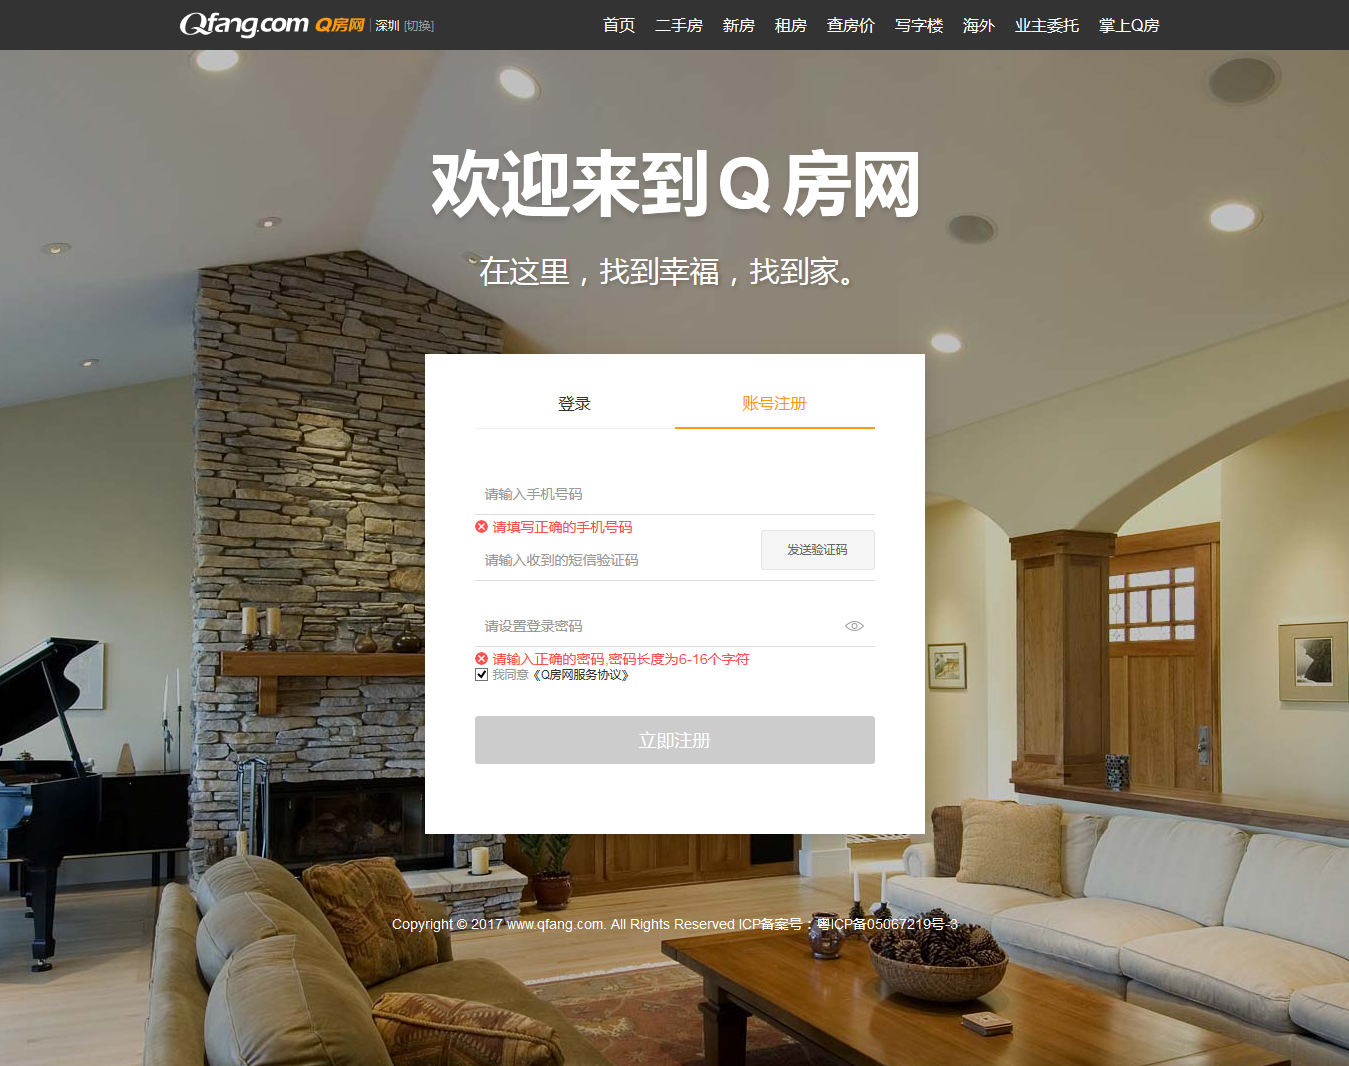 Qfang.com Q房网 深圳 [切换] 首页 二手房 新房 租房 查房价 写字楼 海外 业主委托 掌上Q房
欢迎来到Q房网
在这里，找到幸福，找到家。
登录 账号注册
请输入手机号码
请填写正确的手机号码
请输入收到的短信验证码 发送验证码
请设置登录密码
请输入正确的密码,密码长度为6-16个字符
我同意《Q房网服务协议》
立即注册
Copyright © 2017 www.qfang.com. All Rights Reserved ICP备案号：粤ICP备05067219号-3